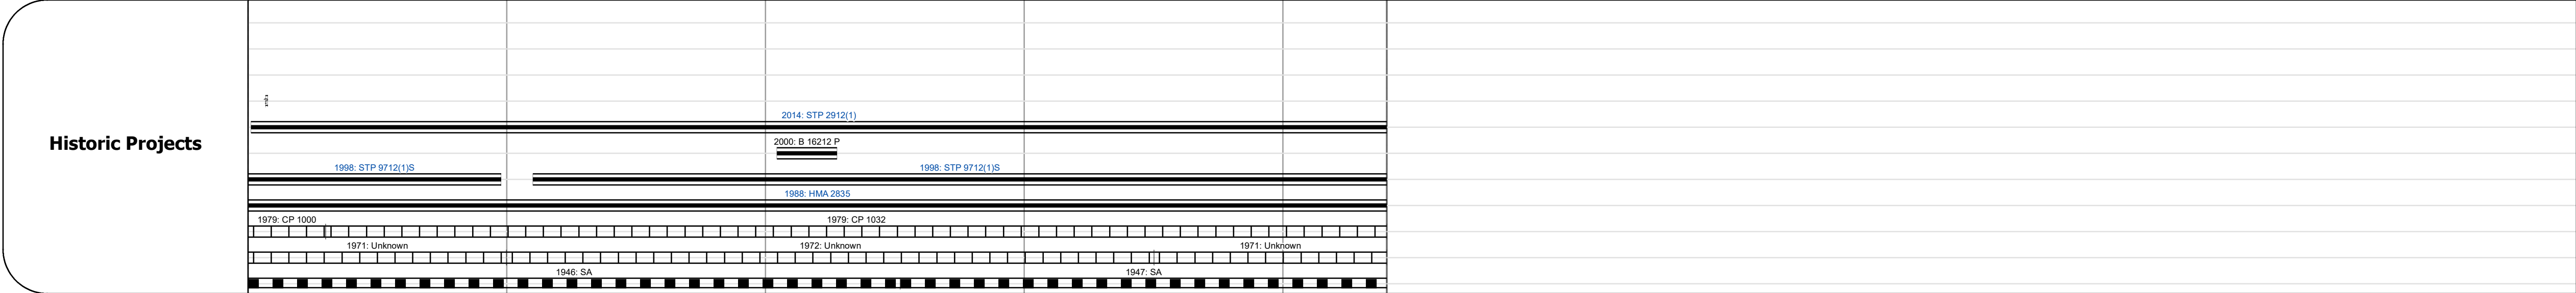 2014: STP 2912(1)
2000: B 16212 P
Historic Projects
1998: STP 9712(1)S 1998: STP 9712(1)S
1988: HMA 2835
1979: CP 1000 1979: CP 1032
1971: Unknown 1972: Unknown 1971: Unknown
1946: SA 1947: SA